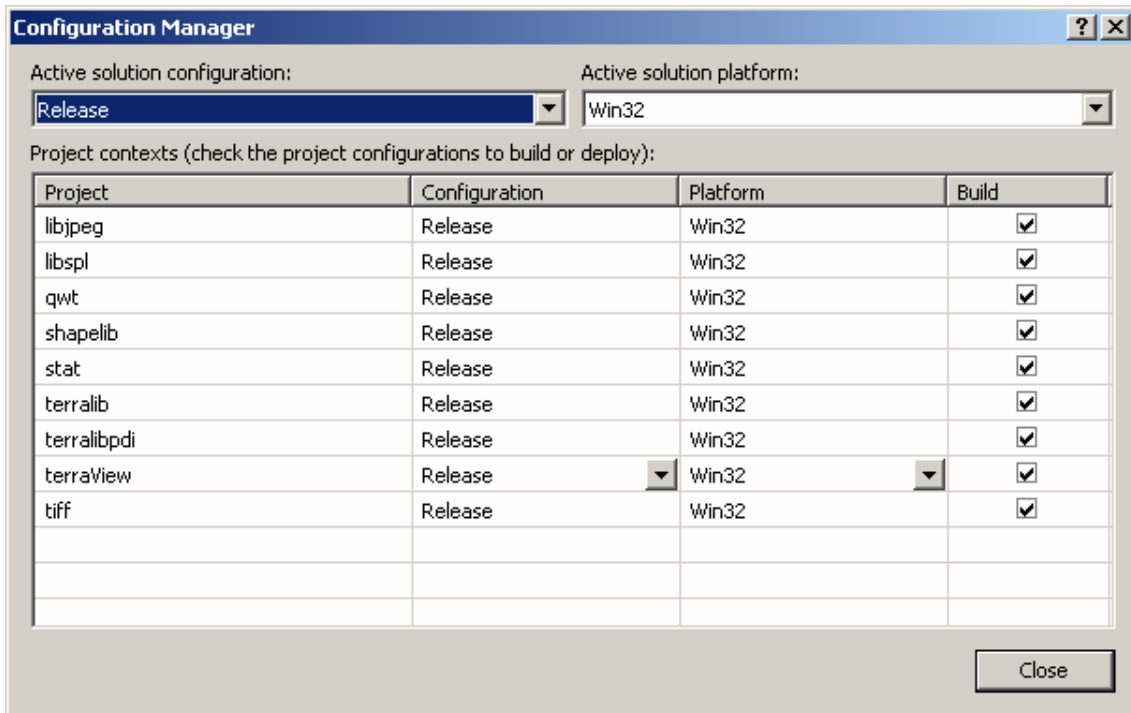 Configuration Manager
Active solution configuration: Active solution platform:
Release Win32
Project contexts (check the project configurations to build or deploy):
Project Configuration Platform Build
libjpeg Release Win32
libspl Release Win32
qwt Release Win32
shapelib Release Win32
stat Release Win32
terralib Release Win32
terralibpdi Release Win32
terraView Release Win32
tiff Release Win32
Close